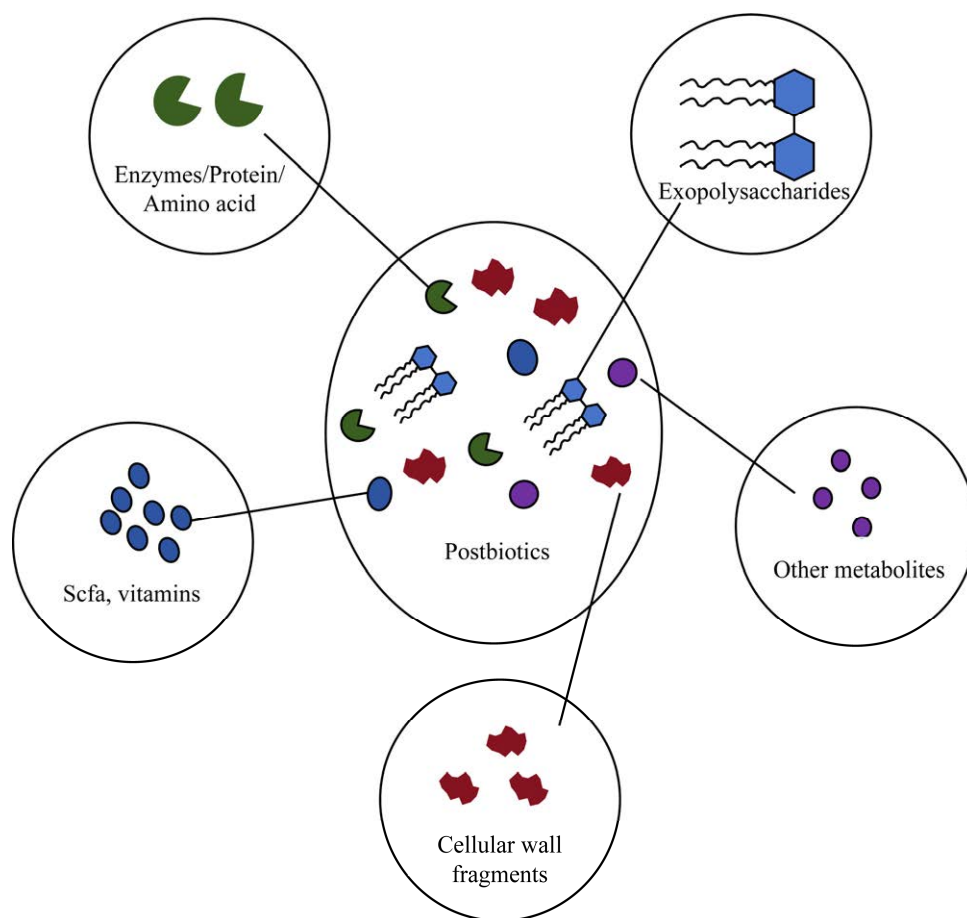 Enzymes/Protein/
Amino acid
Exopolysaccharides
Postbiotics
Scfa, vitamins
Other metabolites
Cellular wall
fragments